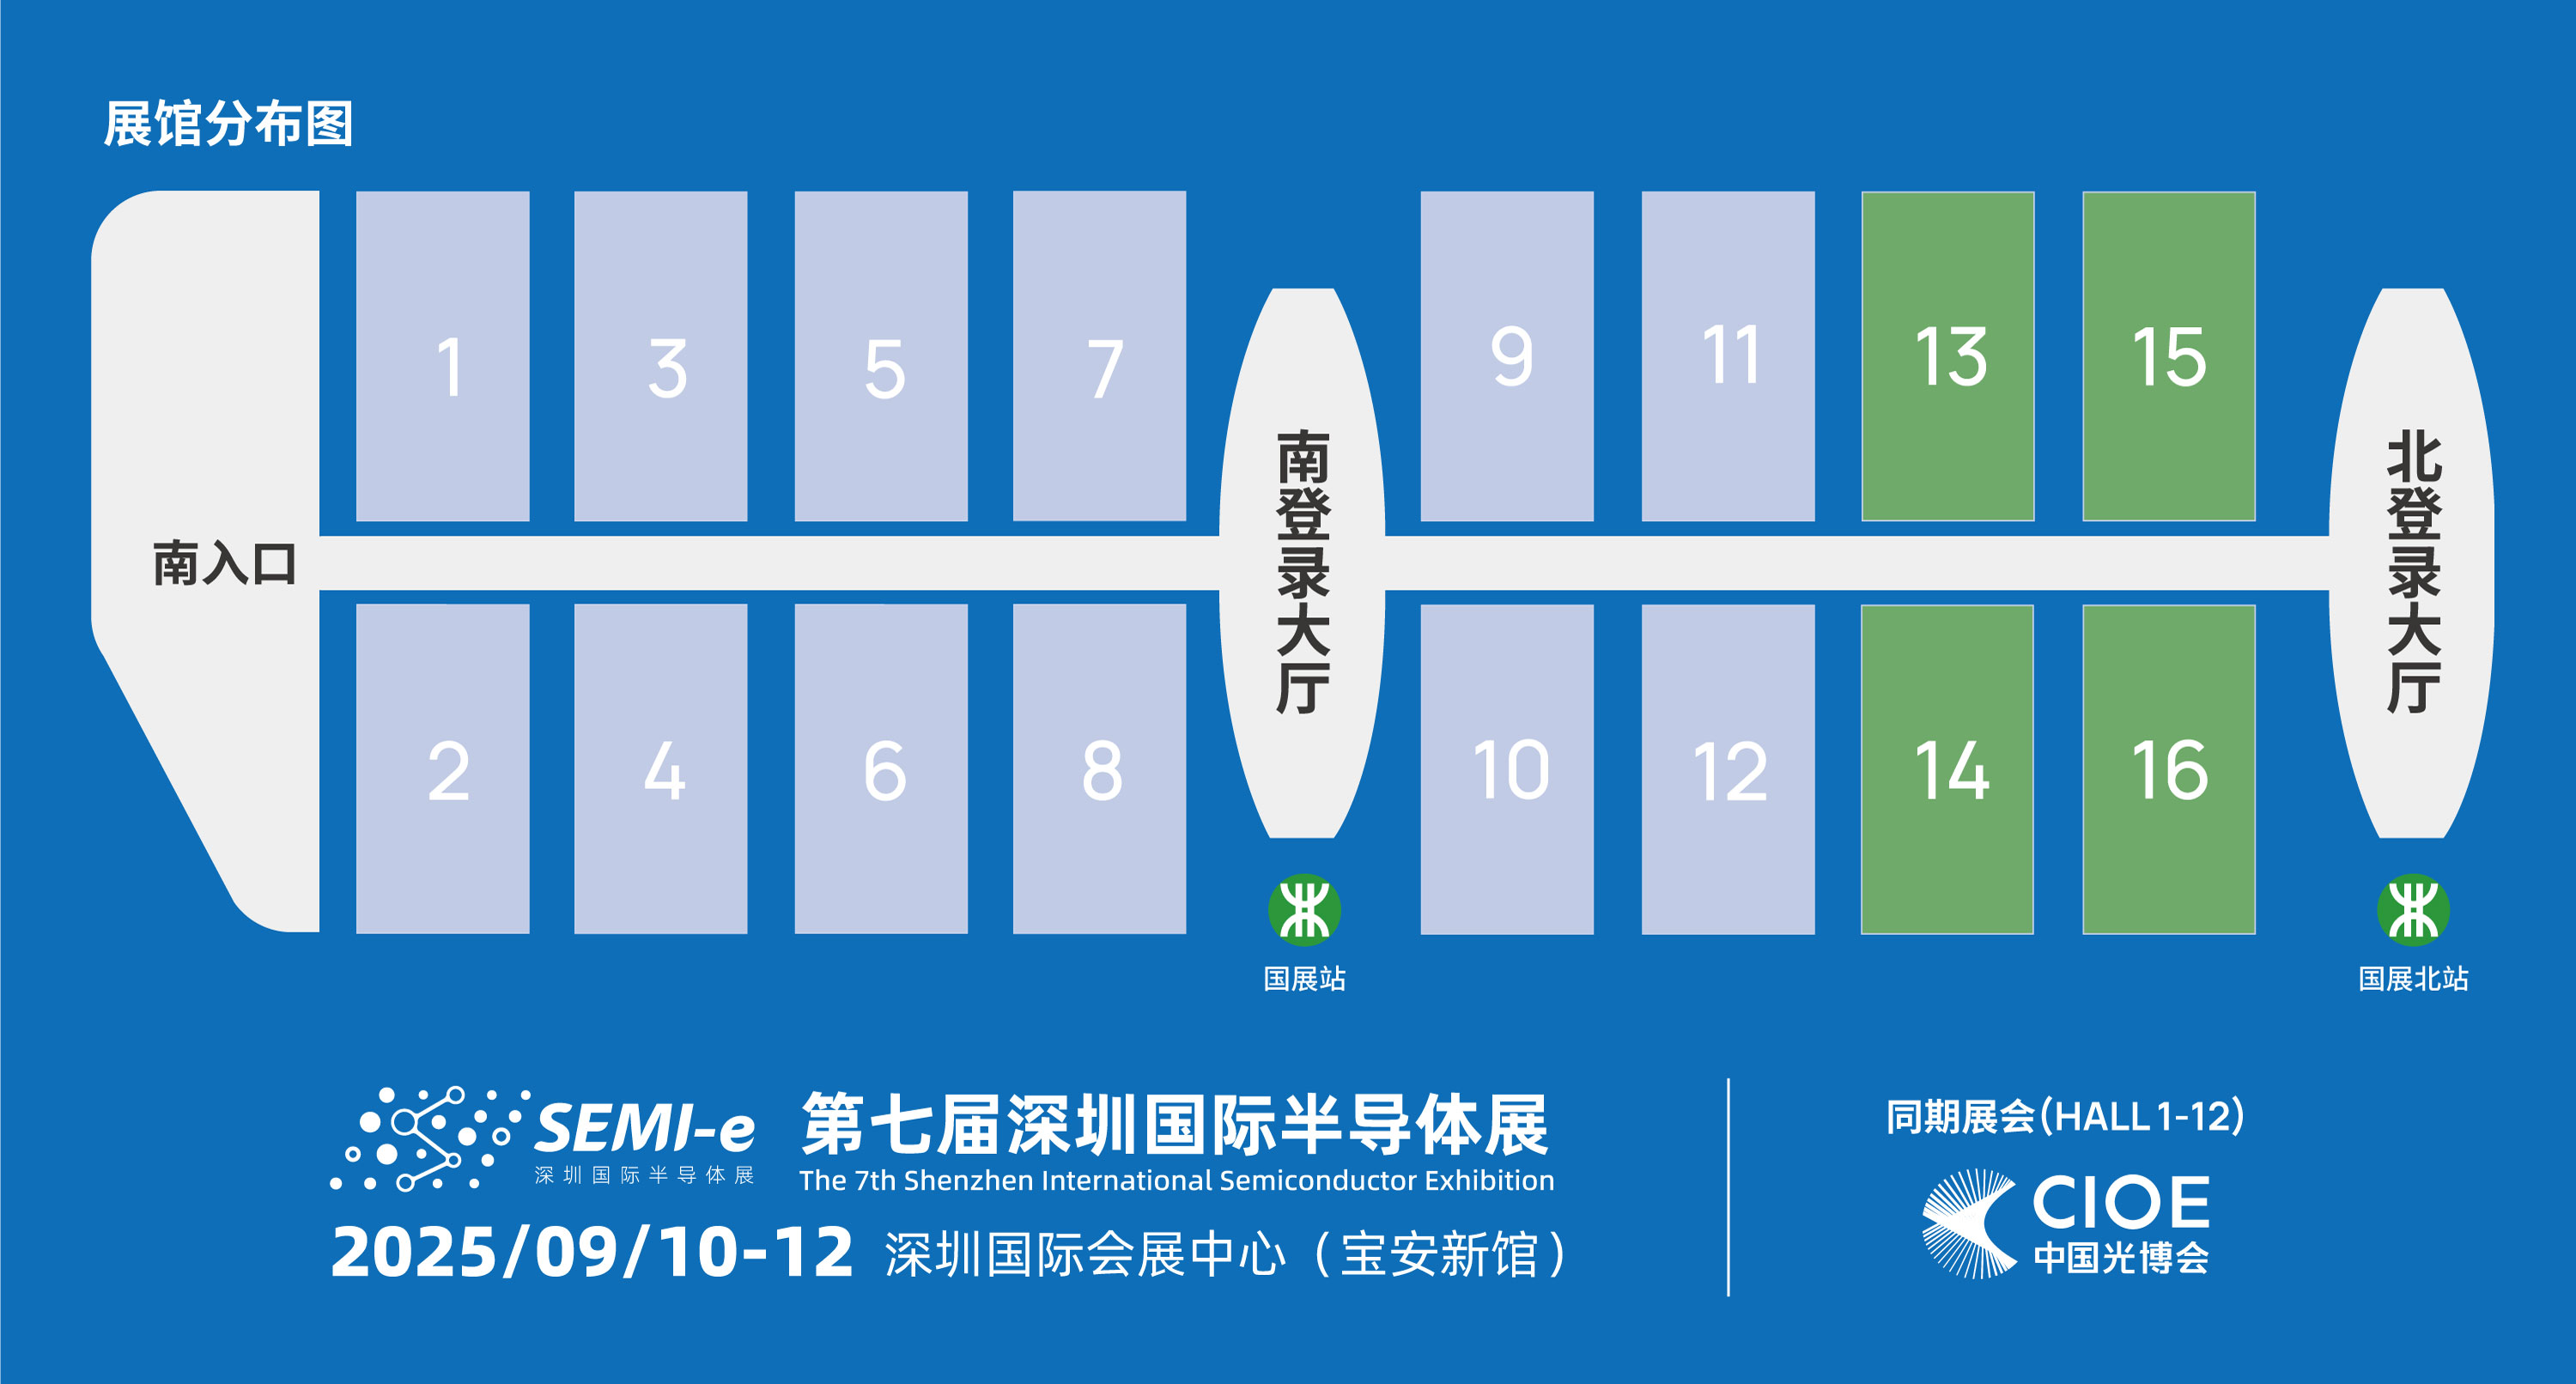 展馆分布图
1
3
5
7
9
11
13
15
南入口
南登录大厅
北登录大厅
2
4
6
8
10
12
14
16
国展站
国展北站
SEMI-e
深圳国际半导体展
第七届深圳国际半导体展
The 7th Shenzhen International Semiconductor Exhibition
2025/09/10-12 深圳国际会展中心（宝安新馆）
同期展会(HALL 1-12)
CIOE
中国光博会